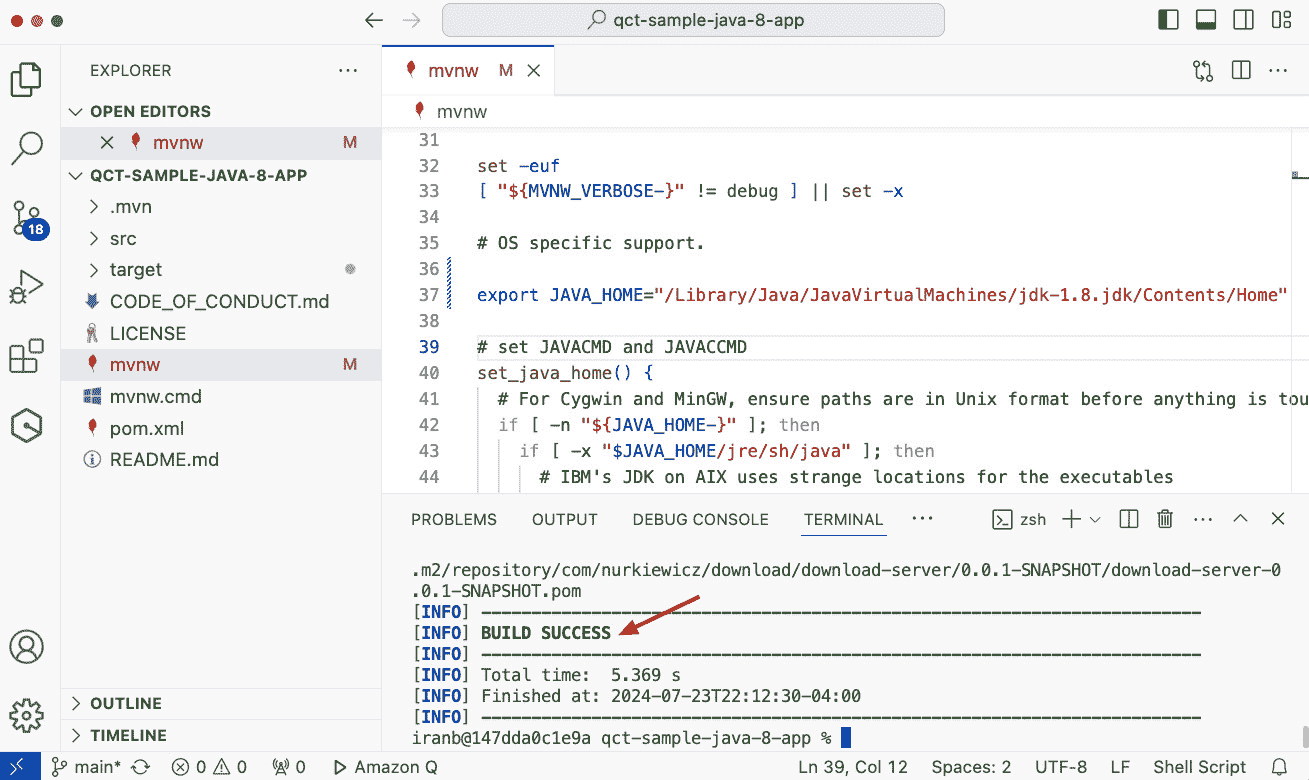 qct-sample-java-8-app
EXPLORER
OPEN EDITORS
mvnw M
QCT-SAMPLE-JAVA-8-APP
.mvn
src
target
CODE_OF_CONDUCT.md
LICENSE
mvnw M
mvnw.cmd
pom.xml
README.md
OUTLINE
TIMELINE
18
mvnw M
mvnw
31
32 set -euf
33 [ "${MVNW_VERBOSE-}" != debug ] || set -x
34
35 # OS specific support.
36
37 export JAVA_HOME="/Library/Java/JavaVirtualMachines/jdk-1.8.jdk/Contents/Home"
38
39 # set JAVACMD and JAVACCMD
40 set_java_home() {
41 # For Cygwin and MinGW, ensure paths are in Unix format before anything is tou
42 if [ -n "${JAVA_HOME-}" ]; then
43 if [ -x "$JAVA_HOME/jre/sh/java" ]; then
44 # IBM's JDK on AIX uses strange locations for the executables
PROBLEMS OUTPUT DEBUG CONSOLE TERMINAL zsh
.m2/repository/com/nurkiewicz/download/download-server/0.0.1-SNAPSHOT/download-server-0
.0.1-SNAPSHOT.pom
[INFO] ------------------------------------------------------------------------
[INFO] BUILD SUCCESS
[INFO] ------------------------------------------------------------------------
[INFO] Total time:  5.369 s
[INFO] Finished at: 2024-07-23T22:12:30-04:00
[INFO] ------------------------------------------------------------------------
iranb@147dda0c1e9a qct-sample-java-8-app %
main* 0 0 0 Amazon Q Ln 39, Col 12 Spaces: 2 UTF-8 LF Shell Script